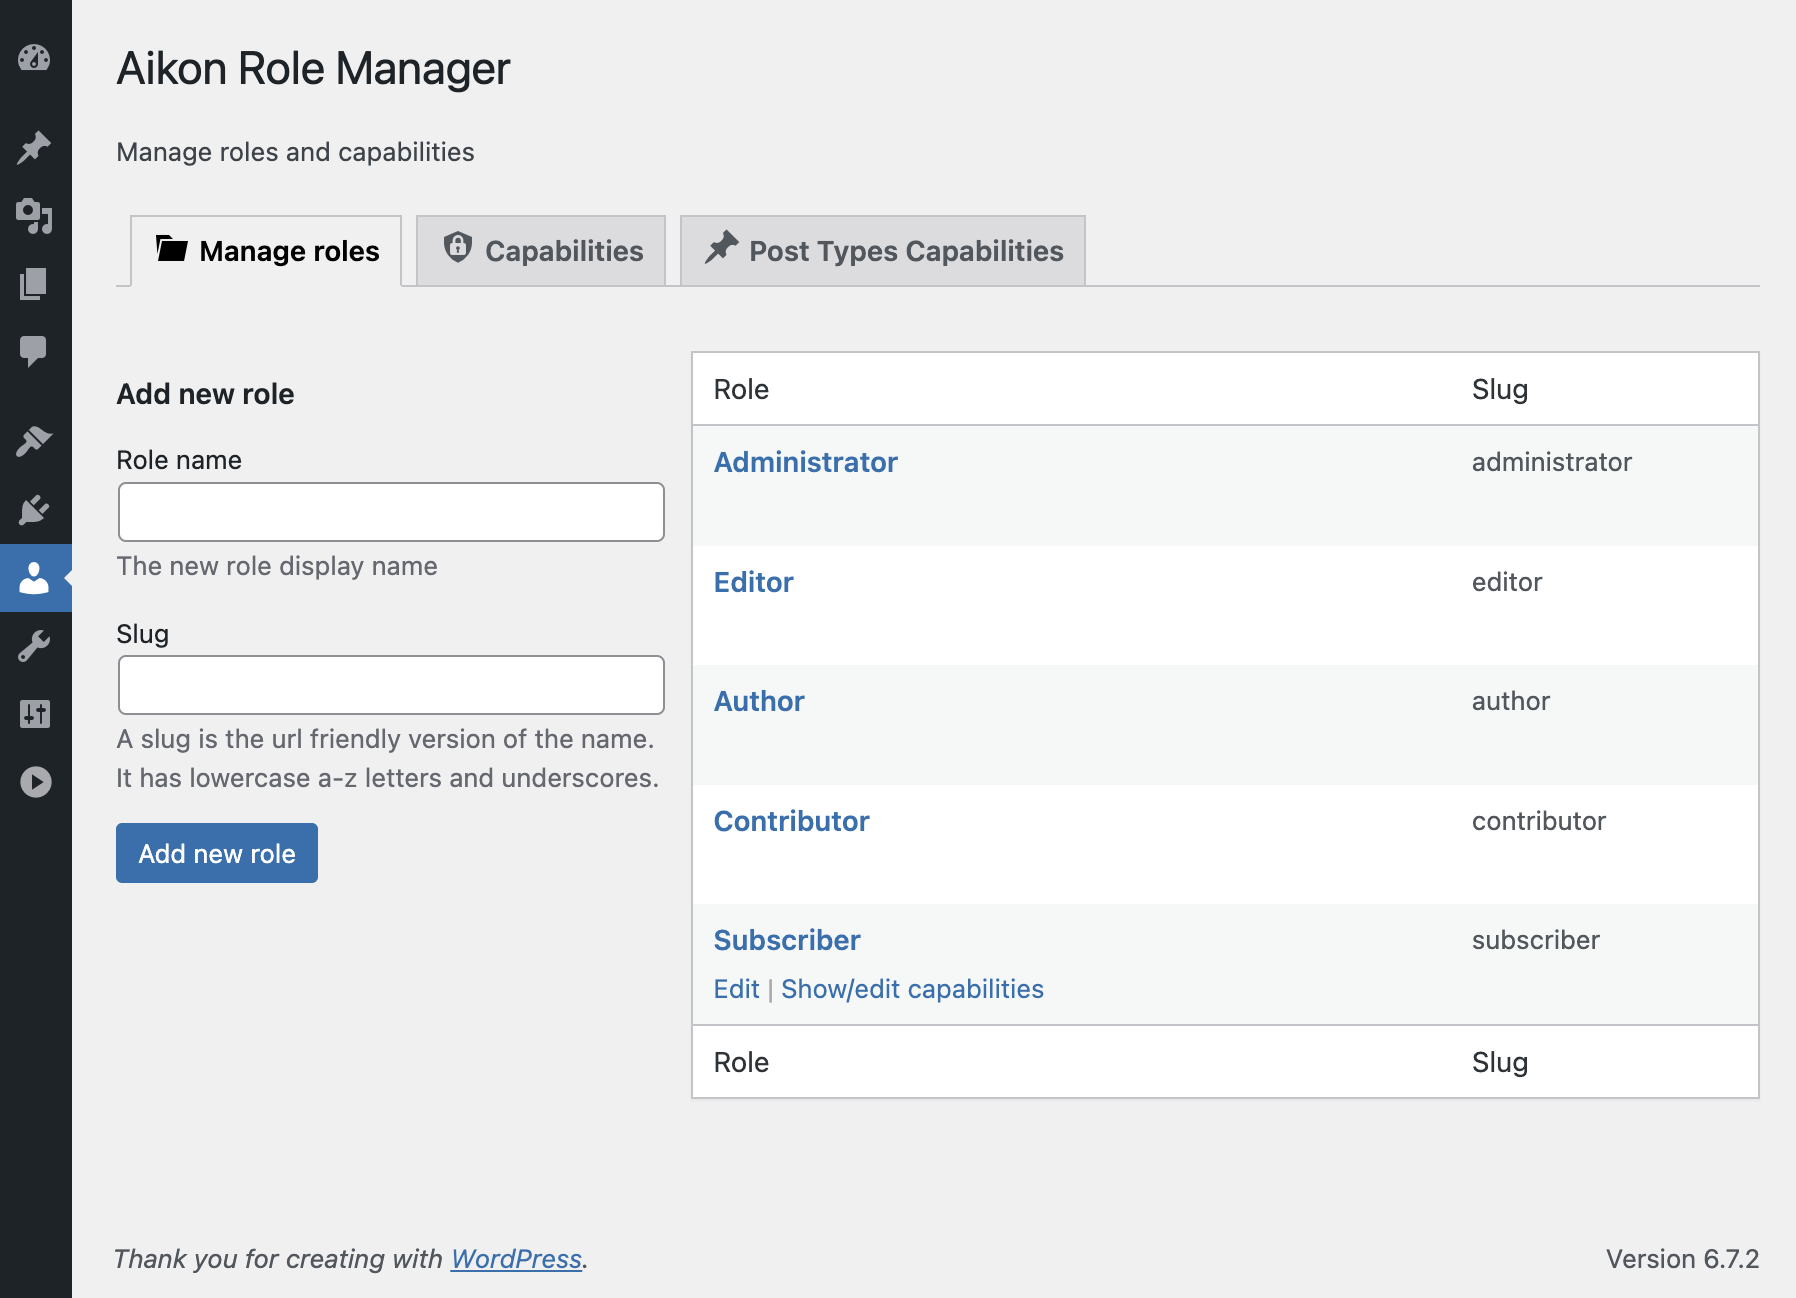 Aikon Role Manager
Manage roles and capabilities
Manage roles
Capabilities
Post Types Capabilities
Add new role
Role name
The new role display name
Slug
A slug is the url friendly version of the name.
It has lowercase a-z letters and underscores.
Add new role
Role Slug
Administrator administrator
Editor editor
Author author
Contributor contributor
Subscriber subscriber
Edit | Show/edit capabilities
Role Slug
Thank you for creating with WordPress.
Version 6.7.2